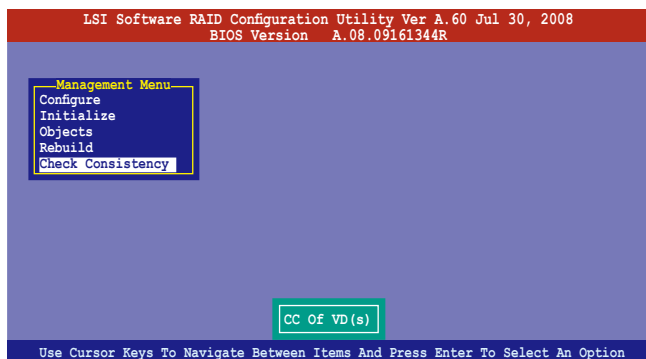 LSI Software RAID Configuration Utility Ver A.60 Jul 30, 2008
BIOS Version A.08.09161344R
Management Menu
Configure
Initialize
Objects
Rebuild
Check Consistency
CC Of VD(s)
Use Cursor Keys To Navigate Between Items And Press Enter To Select An Option